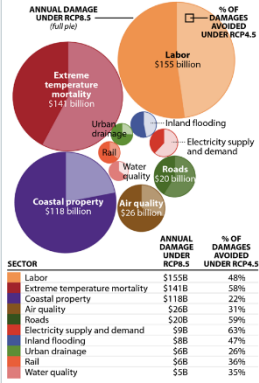 ANNUAL DAMAGE
UNDER RCP8.5
(full pie)
% OF
DAMAGES
AVOIDED
UNDER RCP4.5
Labor
$155 billion
Extreme
temperature
mortality
$141 billion
Urban
drainage
Inland flooding
Electricity supply
and demand
Rail
Water
quality
Roads
$20 billion
Coastal property
$118 billion
Air quality
$26 billion
SECTOR
ANNUAL
DAMAGE
UNDER
RCP8.5
% OF
DAMAGES
AVOIDED
UNDER RCP4.5
Labor $155B 48%
Extreme temperature mortality $141B 58%
Coastal property $118B 22%
Air quality $26B 31%
Roads $20B 59%
Electricity supply and demand $9B 63%
Inland flooding $8B 47%
Urban drainage $6B 26%
Rail $6B 36%
Water quality $5B 35%